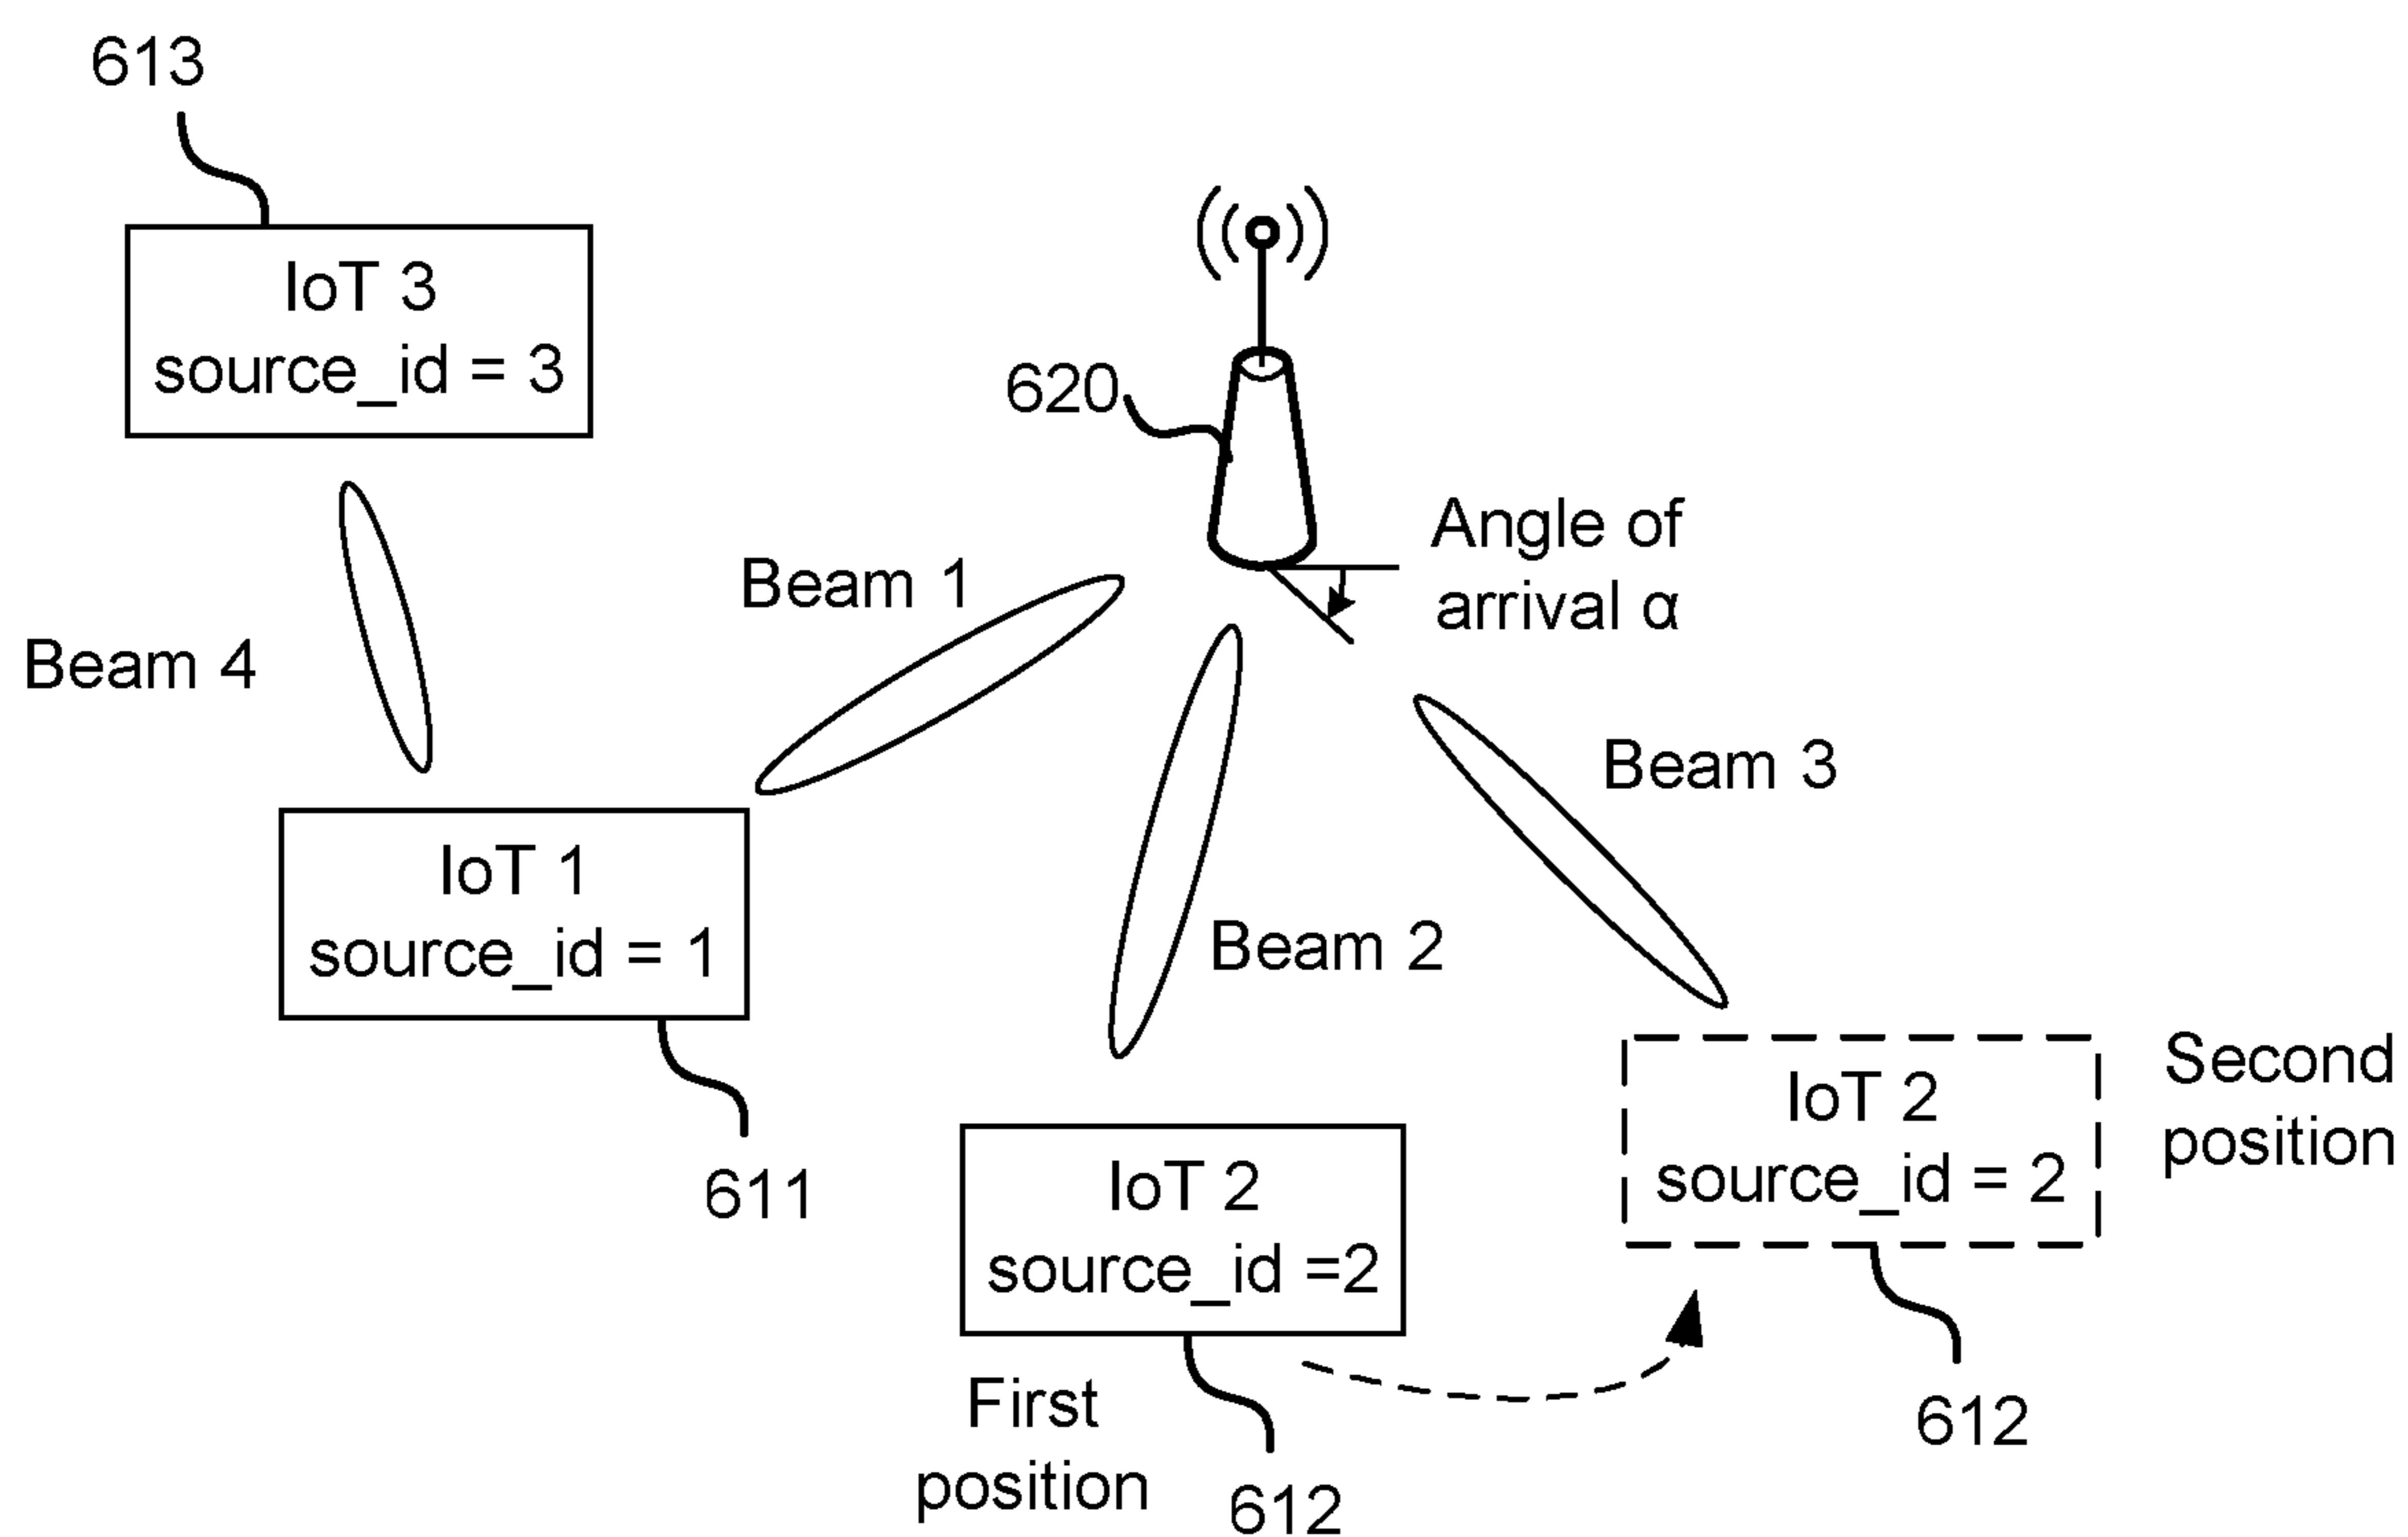 613
IoT 3
source_id = 3
620
Angle of
arrival α
Beam 1
Beam 4
Beam 3
IoT 1
source_id = 1
Beam 2
611
IoT 2
source_id =2
First
position
612
IoT 2
source_id = 2
Second
position
612